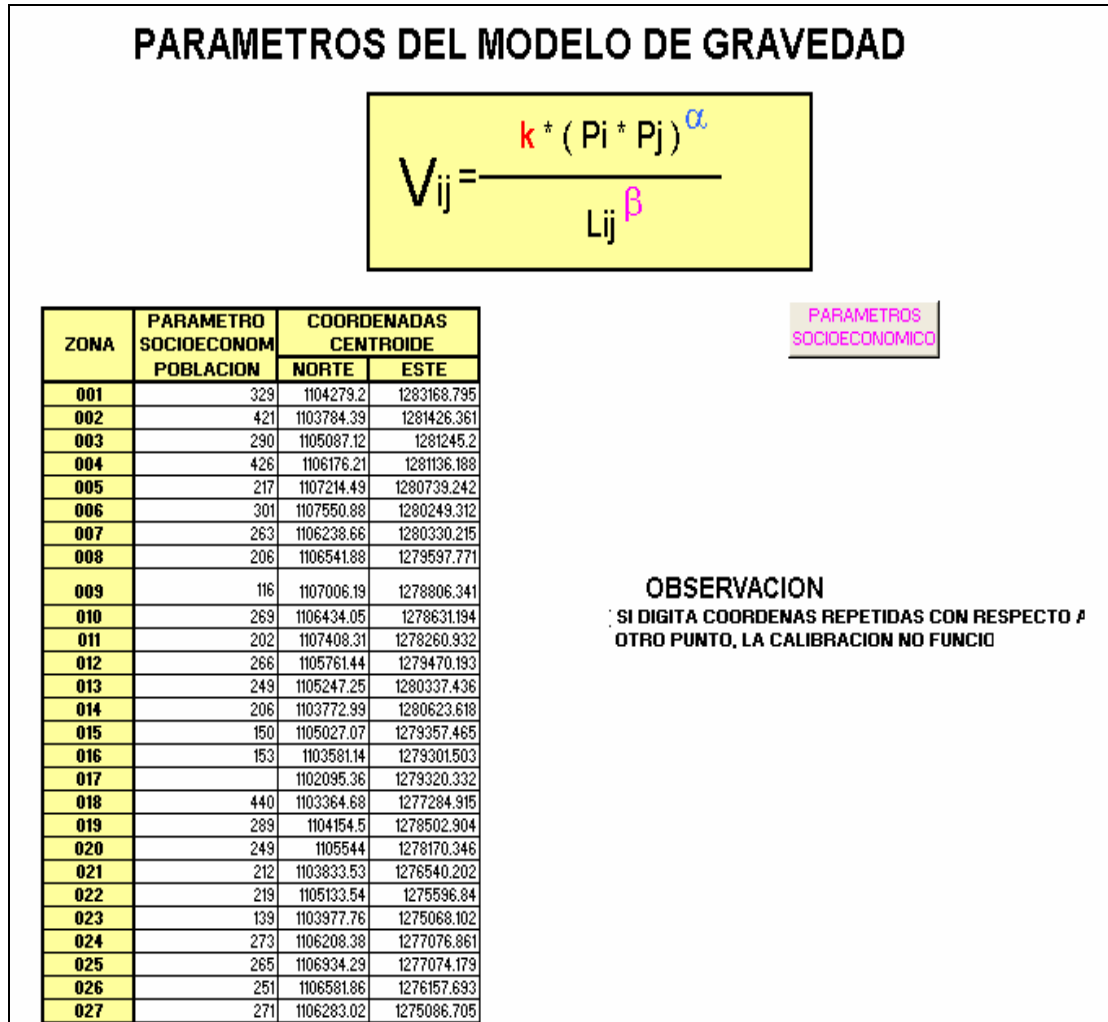 PARAMETROS DEL MODELO DE GRAVEDAD
k * ( Pi * Pj ) α
Vij =
Lij β
PARAMETROS
SOCIOECONOMICO
ZONA PARAMETRO SOCIOECONOM POBLACION COORDENADAS CENTROIDE
NORTE ESTE
001 329 1104279.2 1283168.795
002 421 1103784.39 1281426.361
003 290 1105087.12 1281245.2
004 426 1106176.21 1281136.188
005 217 1107214.49 1280739.242
006 301 1107550.88 1280249.312
007 263 1106238.66 1280330.215
008 206 1106541.88 1279597.771
009 116 1107006.19 1278806.341
010 269 1106434.05 1278631.194
011 202 1107408.31 1278260.932
012 266 1105761.44 1279470.193
013 249 1105247.25 1280337.436
014 206 1103772.99 1280623.618
015 150 1105027.07 1279357.465
016 153 1103581.14 1279301.503
017 1102095.36 1279320.332
018 440 1103364.68 1277284.915
019 289 1104154.5 1278502.904
020 249 1105544 1278170.346
021 212 1103833.53 1276540.202
022 219 1105133.54 1275596.84
023 139 1103977.76 1275068.102
024 273 1106208.38 1277076.861
025 265 1106934.29 1277074.179
026 251 1106581.86 1276157.693
027 271 1106283.02 1275086.705
OBSERVACION
SI DIGITA COORDENAS REPETIDAS CON RESPECTO A
OTRO PUNTO, LA CALIBRACION NO FUNCIO